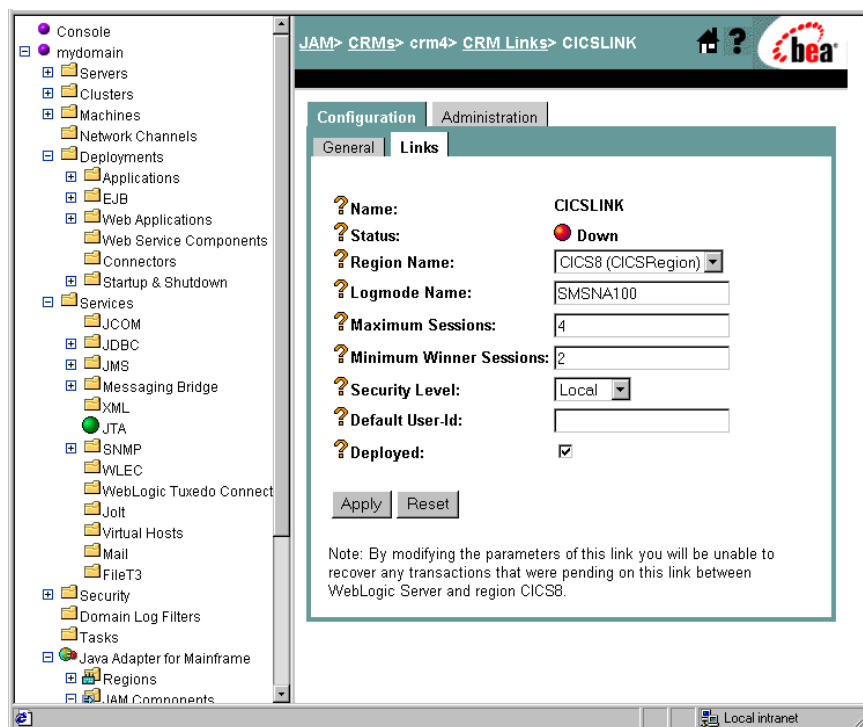 Console
mydomain
Servers
Clusters
Machines
Network Channels
Deployments
Applications
EJB
Web Applications
Web Service Components
Connectors
Startup & Shutdown
Services
JCOM
JDBC
JMS
Messaging Bridge
XML
JTA
SNMP
WLEC
WebLogic Tuxedo Connect
Jolt
Virtual Hosts
Mail
FileT3
Security
Domain Log Filters
Tasks
Java Adapter for Mainframe
Regions
JAM Components
JAM> CRMs> crm4> CRM Links> CICSLINK
? bea
Configuration Administration
General Links
? Name: CICSLINK
? Status: Down
? Region Name: CICS8 (CICSRegion)
? Logmode Name: SMSNA100
? Maximum Sessions: 4
? Minimum Winner Sessions: 2
? Security Level: Local
? Default User-Id:
? Deployed:
Apply Reset
Note: By modifying the parameters of this link you will be unable to
recover any transactions that were pending on this link between
WebLogic Server and region CICS8.
Local intranet